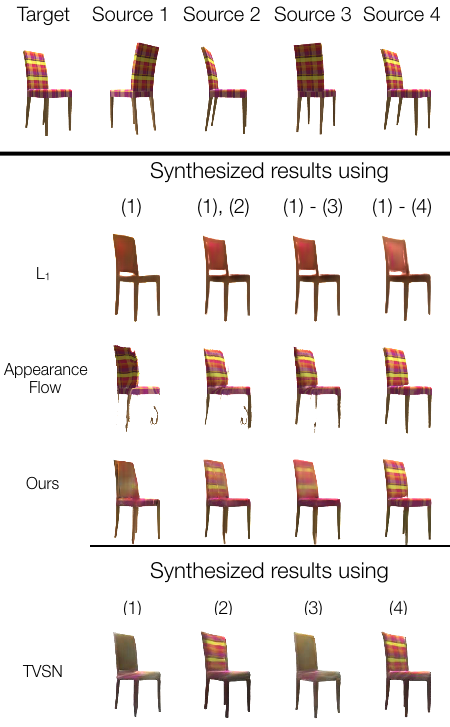 Target Source 1 Source 2 Source 3 Source 4
Synthesized results using
(1) (1), (2) (1) - (3) (1) - (4)
L₁
Appearance
Flow
Ours
Synthesized results using
(1) (2) (3) (4)
TVSN